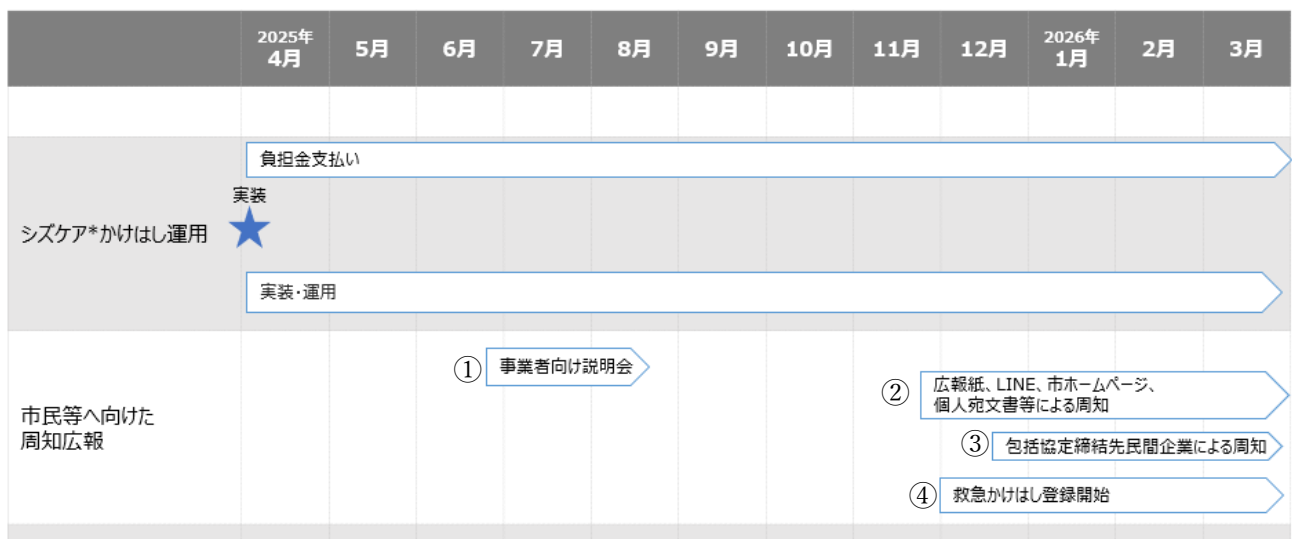 2025年
4月
5月
6月
7月
8月
9月
10月
11月
12月
2026年
1月
2月
3月
負担金支払い
実装
シズケア*かけはし運用
実装・運用
① 事業者向け説明会
② 広報紙、LINE、市ホームページ、
個人宛文書等による周知
市民等へ向けた
周知広報
③ 包括協定締結先民間企業による周知
④ 救急かけはし登録開始